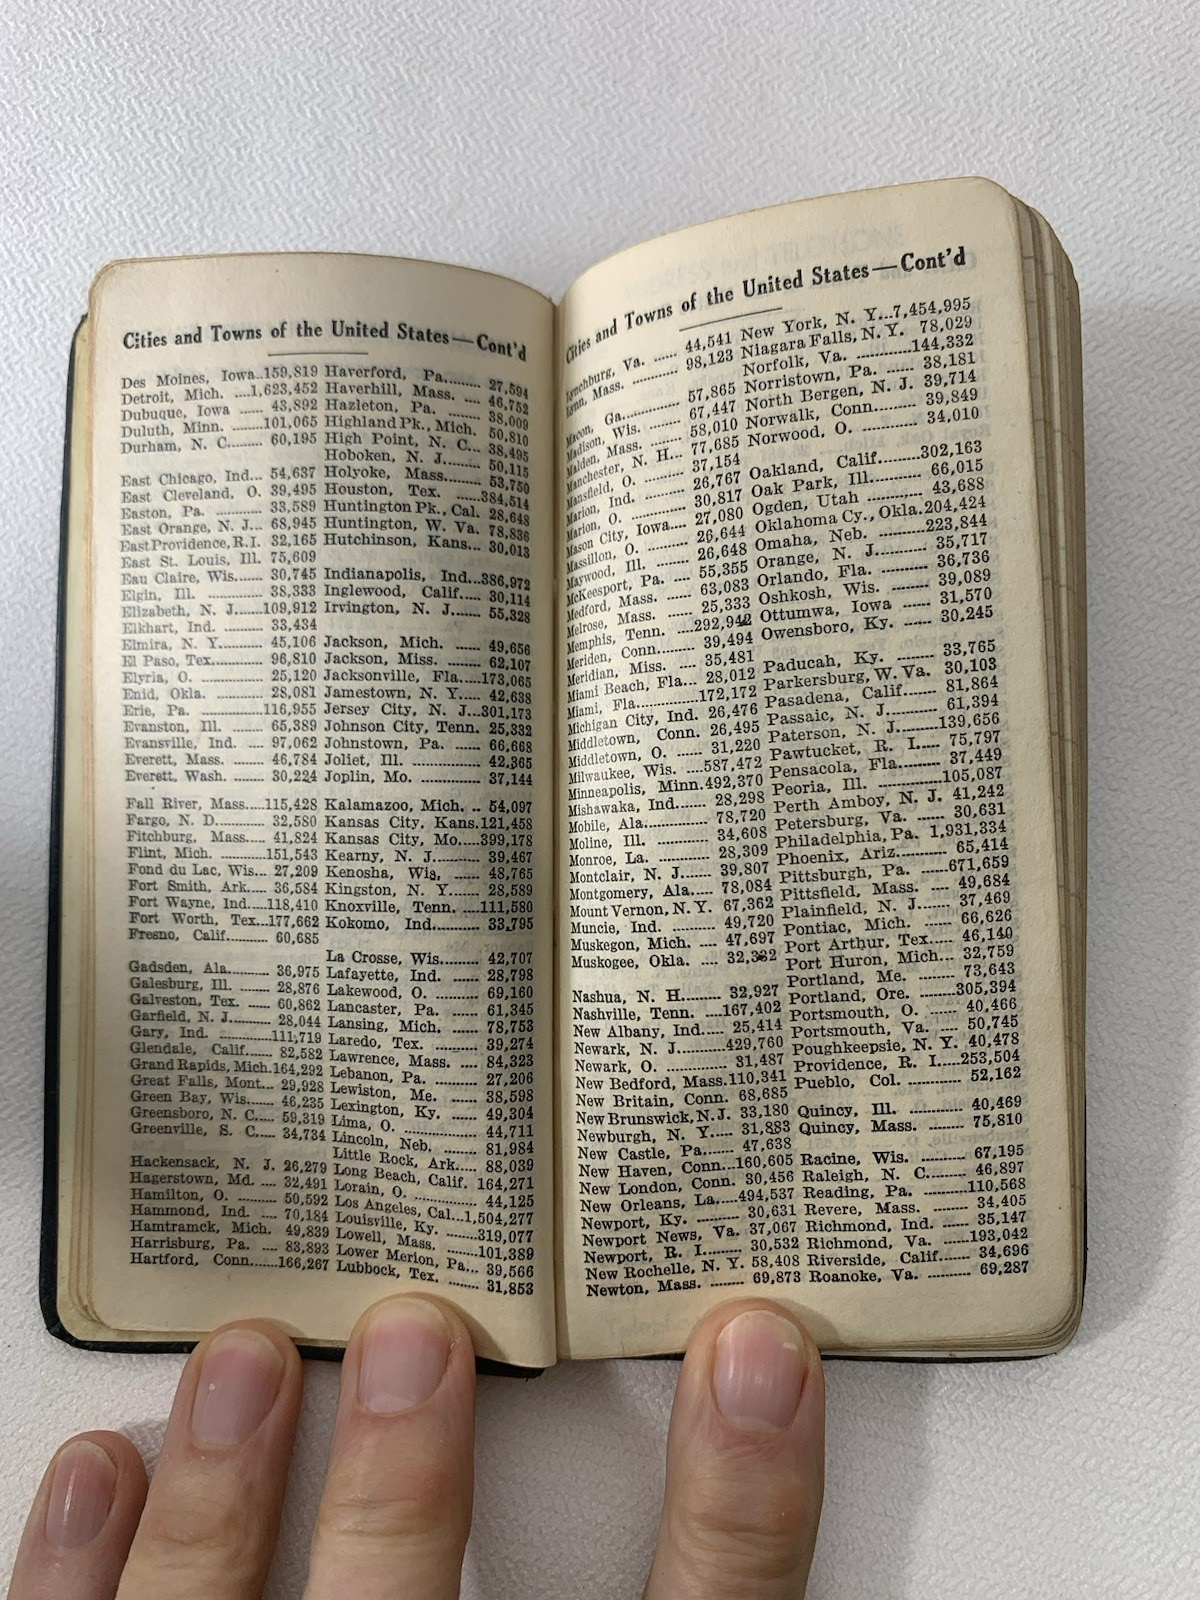 Cities and Towns of the United States—Cont'd
Des Moines, Iowa..159,819
Detroit, Mich. ....1,623,452
Dubuque, Iowa ...... 43,892
Duluth, Minn. ........101,065
Durham, N. C........ 60,195
East Chicago, Ind... 54,637
East Cleveland, O. 39,495
Easton, Pa. ............ 33,589
East Orange, N. J... 68,945
East Providence, R.I. 32,165
East St. Louis, Ill. 75,609
Eau Claire, Wis..... 30,745
Elgin, Ill. ............... 38,333
Elizabeth, N. J.....109,912
Elkhart, Ind. ......... 33,434
Elmira, N. Y.......... 45,106
El Paso, Tex.......... 96,810
Elyria, O. .............. 25,120
Enid, Okla. ........... 28,081
Erie, Pa. ...............116,955
Evanston, Ill. ....... 65,389
Evansville, Ind. .... 97,062
Everett, Mass. ....... 46,784
Everett, Wash. ...... 30,224
Fall River, Mass....115,428
Fargo, N. D........... 32,580
Fitchburg, Mass.... 41,824
Flint, Mich. ...........151,543
Fond du Lac, Wis... 27,209
Fort Smith, Ark.... 36,584
Fort Wayne, Ind...118,410
Fort Worth, Tex...177,662
Fresno, Calif......... 60,685
Gadsden, Ala......... 36,975
Galesburg, Ill. ...... 28,876
Galveston, Tex. .... 60,862
Garfield, N. J........ 28,044
Gary, Ind. .............111,719
Glendale, Calif...... 82,582
Grand Rapids, Mich.164,292
Great Falls, Mont... 29,928
Green Bay, Wis..... 46,235
Greensboro, N. C.... 59,319
Greenville, S. C.... 34,734
Hackensack, N. J. 26,279
Hagerstown, Md. .... 32,491
Hamilton, O. ......... 50,592
Hammond, Ind. ...... 70,184
Hamtramck, Mich. 49,839
Harrisburg, Pa. .... 83,893
Hartford, Conn......166,267
Haverford, Pa......... 27,594
Haverhill, Mass. .... 46,752
Hazleton, Pa. ........ 38,009
Highland Pk., Mich. 50,810
High Point, N. C... 38,495
Hoboken, N. J....... 50,115
Holyoke, Mass....... 53,750
Houston, Tex. ......384,514
Huntington Pk., Cal. 28,648
Huntington, W. Va. 78,836
Hutchinson, Kans... 30,013
Indianapolis, Ind...386,972
Inglewood, Calif.... 30,114
Irvington, N. J..... 55,328
Jackson, Mich. ...... 49,656
Jackson, Miss. ...... 62,107
Jacksonville, Fla....173,065
Jamestown, N. Y.... 42,638
Jersey City, N. J...301,173
Johnson City, Tenn. 25,332
Johnstown, Pa. ..... 66,668
Joliet, Ill. ............. 42,365
Joplin, Mo. ........... 37,144
Kalamazoo, Mich. .. 54,097
Kansas City, Kans.121,458
Kansas City, Mo....399,178
Kearny, N. J......... 39,467
Kenosha, Wis........ 48,765
Kingston, N. Y...... 28,589
Knoxville, Tenn. ....111,580
Kokomo, Ind......... 33,795
La Crosse, Wis....... 42,707
Lafayette, Ind. ..... 28,798
Lakewood, O. ........ 69,160
Lancaster, Pa. ...... 61,345
Lansing, Mich. ...... 78,753
Laredo, Tex. ......... 39,274
Lawrence, Mass. .... 84,323
Lebanon, Pa. ......... 27,206
Lewiston, Me. ....... 38,598
Lexington, Ky. ...... 49,304
Lima, O. ............... 44,711
Lincoln, Neb. ........ 81,984
Little Rock, Ark.... 88,039
Long Beach, Calif. 164,271
Lorain, O. ............. 44,125
Los Angeles, Cal...1,504,277
Louisville, Ky. ......319,077
Lowell, Mass. ........101,389
Lower Merion, Pa... 39,566
Lubbock, Tex. ....... 31,853
Cities and Towns of the United States—Cont'd
Lynchburg, Va. ...... 44,541
Lynn, Mass. ........... 98,123
Macon, Ga............. 57,865
Madison, Wis. ........ 67,447
Malden, Mass. ........ 58,010
Manchester, N. H... 77,685
Mansfield, O. ......... 37,154
Marion, Ind. ........... 26,767
Marion, O. ............. 30,817
Mason City, Iowa.... 27,080
Massillon, O. .......... 26,644
Maywood, Ill. ......... 26,648
McKeesport, Pa. .... 55,355
Medford, Mass. ...... 63,083
Melrose, Mass. ....... 25,333
Memphis, Tenn. ....292,942
Meriden, Conn........ 39,494
Meridian, Miss. ..... 35,481
Miami Beach, Fla... 28,012
Miami, Fla.............172,172
Michigan City, Ind. 26,476
Middletown, Conn. 26,495
Middletown, O. ..... 31,220
Milwaukee, Wis. ....587,472
Minneapolis, Minn.492,370
Mishawaka, Ind...... 28,298
Mobile, Ala............ 78,720
Moline, Ill. ............ 34,608
Monroe, La. .......... 28,309
Montclair, N. J...... 39,807
Montgomery, Ala.... 78,084
Mount Vernon, N. Y. 67,362
Muncie, Ind. ......... 49,720
Muskegon, Mich. .... 47,697
Muskogee, Okla. .... 32,332
Nashua, N. H........ 32,927
Nashville, Tenn. ....167,402
New Albany, Ind.... 25,414
Newark, N. J.........429,760
Newark, O. ........... 31,487
New Bedford, Mass.110,341
New Britain, Conn. 68,685
New Brunswick, N.J. 33,180
Newburgh, N. Y..... 31,883
New Castle, Pa...... 47,638
New Haven, Conn...160,605
New London, Conn. 30,456
New Orleans, La....494,537
Newport, Ky. ......... 30,631
Newport News, Va. 37,067
Newport, R. I........ 30,532
New Rochelle, N. Y. 58,408
Newton, Mass. ....... 69,873
New York, N. Y...7,454,995
Niagara Falls, N. Y. 78,029
Norfolk, Va. ...........144,332
Norristown, Pa. ..... 38,181
North Bergen, N. J. 39,714
Norwalk, Conn........ 39,849
Norwood, O. .......... 34,010
Oakland, Calif........302,163
Oak Park, Ill......... 66,015
Ogden, Utah .......... 43,688
Oklahoma Cy., Okla.204,424
Omaha, Neb. .........223,844
Orange, N. J.......... 35,717
Orlando, Fla. ......... 36,736
Oshkosh, Wis. ........ 39,089
Ottumwa, Iowa ...... 31,570
Owensboro, Ky. ...... 30,245
Paducah, Ky. ......... 33,765
Parkersburg, W. Va. 30,103
Pasadena, Calif...... 81,864
Passaic, N. J......... 61,394
Paterson, N. J........139,656
Pawtucket, R. I..... 75,797
Pensacola, Fla........ 37,449
Peoria, Ill. ............105,087
Perth Amboy, N. J. 41,242
Petersburg, Va. ..... 30,631
Philadelphia, Pa. 1,931,334
Phoenix, Ariz......... 65,414
Pittsburgh, Pa. ......671,659
Pittsfield, Mass. .... 49,684
Plainfield, N. J...... 37,469
Pontiac, Mich. ....... 66,626
Port Arthur, Tex..... 46,140
Port Huron, Mich... 32,759
Portland, Me. ........ 73,643
Portland, Ore. ........305,394
Portsmouth, O. ...... 40,466
Portsmouth, Va. .... 50,745
Poughkeepsie, N. Y. 40,478
Providence, R. I.....253,504
Pueblo, Col. ........... 52,162
Quincy, Ill. ............ 40,469
Quincy, Mass. ........ 75,810
Racine, Wis. .......... 67,195
Raleigh, N. C........ 46,897
Reading, Pa. ..........110,568
Revere, Mass. ........ 34,405
Richmond, Ind. ...... 35,147
Richmond, Va. .......193,042
Riverside, Calif...... 34,696
Roanoke, Va. ......... 69,287